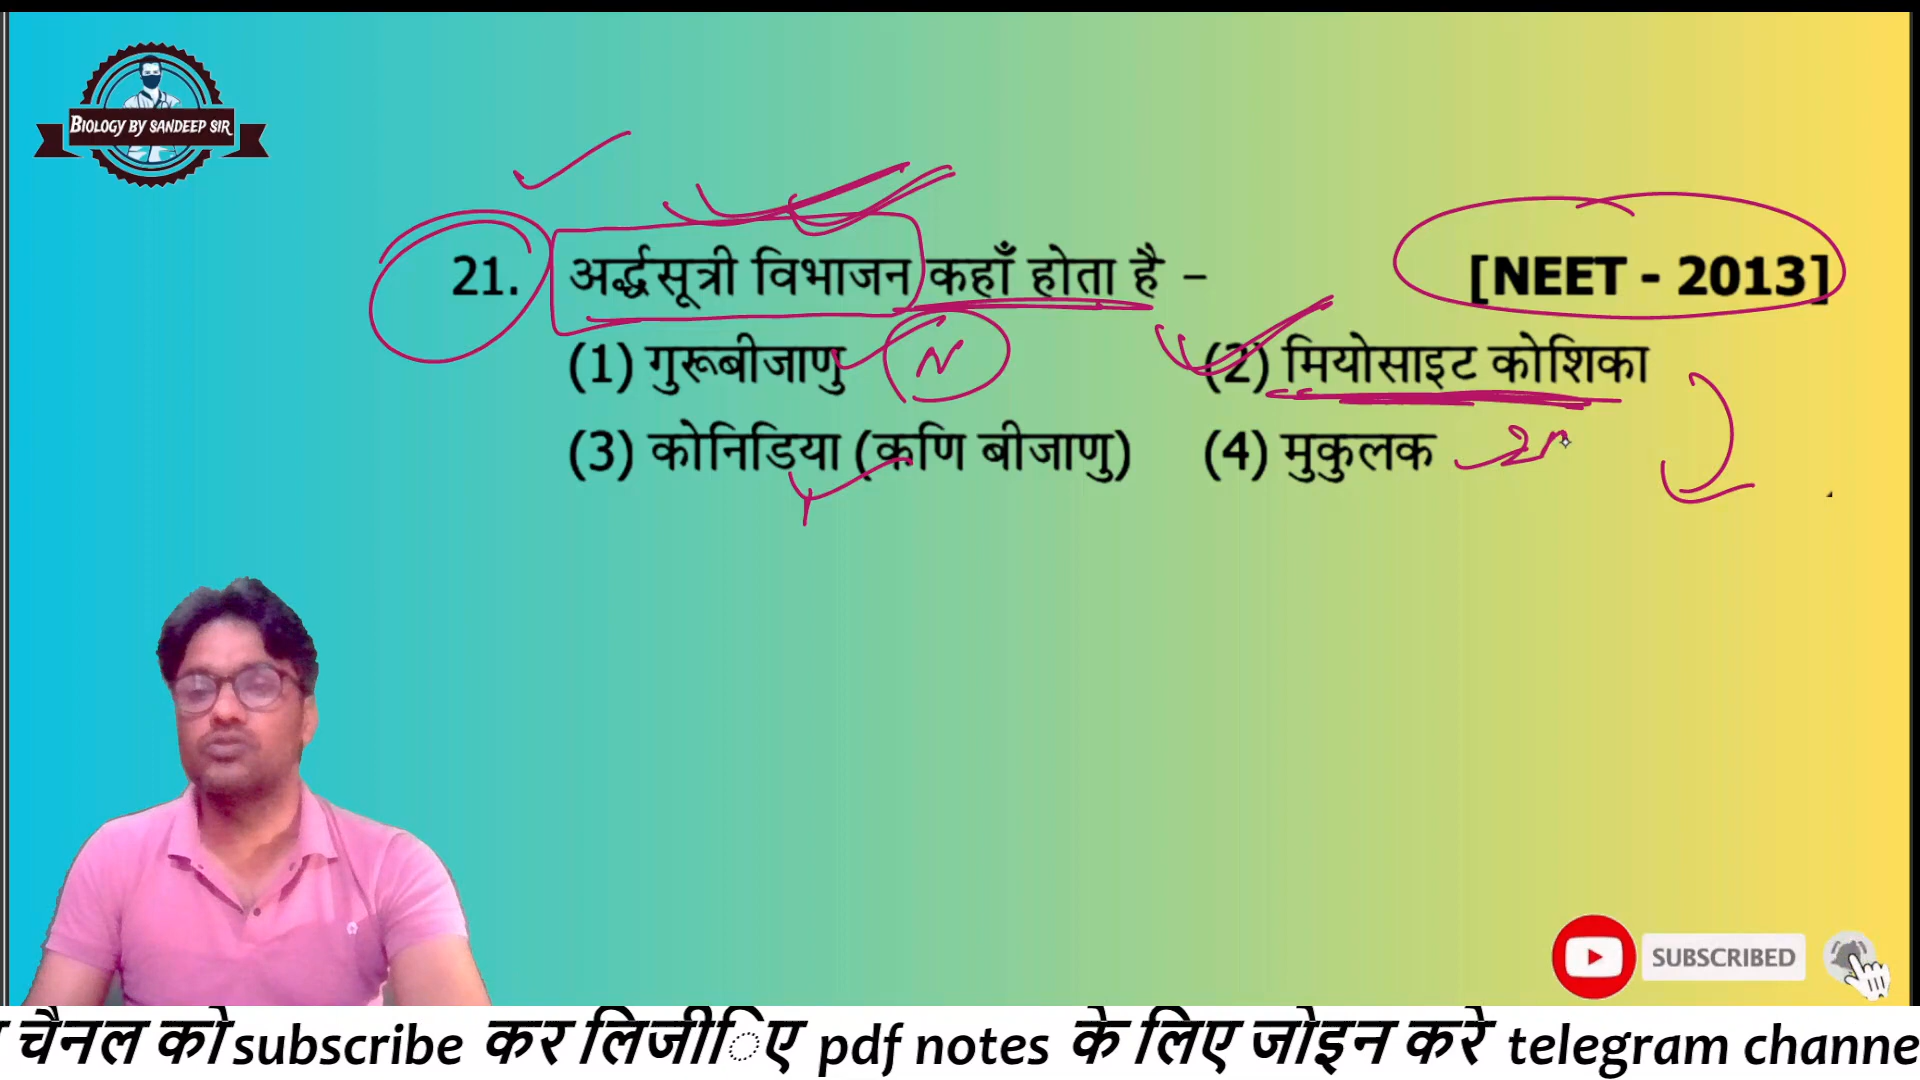 BIOLOGY BY SANDEEP SIR
21. अर्द्धसूत्री विभाजन कहाँ होता है – [NEET - 2013]
(1) गुरूबीजाणु N (2) मियोसाइट कोशिका
(3) कोनिडिया (कणि बीजाणु) (4) मुकुलक
SUBSCRIBED
चैनल को subscribe कर लिजीिए pdf notes के लिए जोइन करे telegram channe